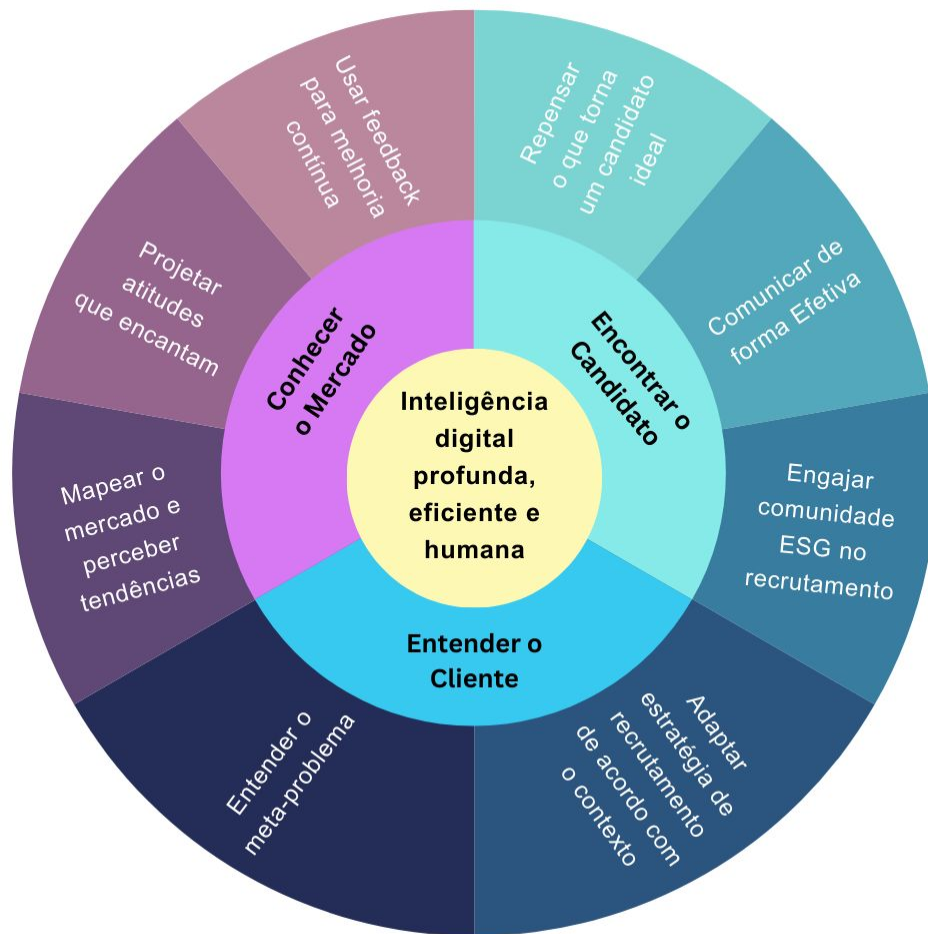 Inteligência
digital
profunda,
eficiente e
humana
Encontrar o
Candidato
Entender o
Cliente
Conhecer
o Mercado
Repensar
o que torna
um candidato
ideal
Comunicar de
forma Efetiva
Engajar
comunidade
ESG no
recrutamento
Adaptar
estratégia de
recrutamento
de acordo com
o contexto
Entender o
meta-problema
Mapear o
mercado e
perceber
tendências
Projetar
atitudes
que encantam
Usar feedback
para melhoria
contínua